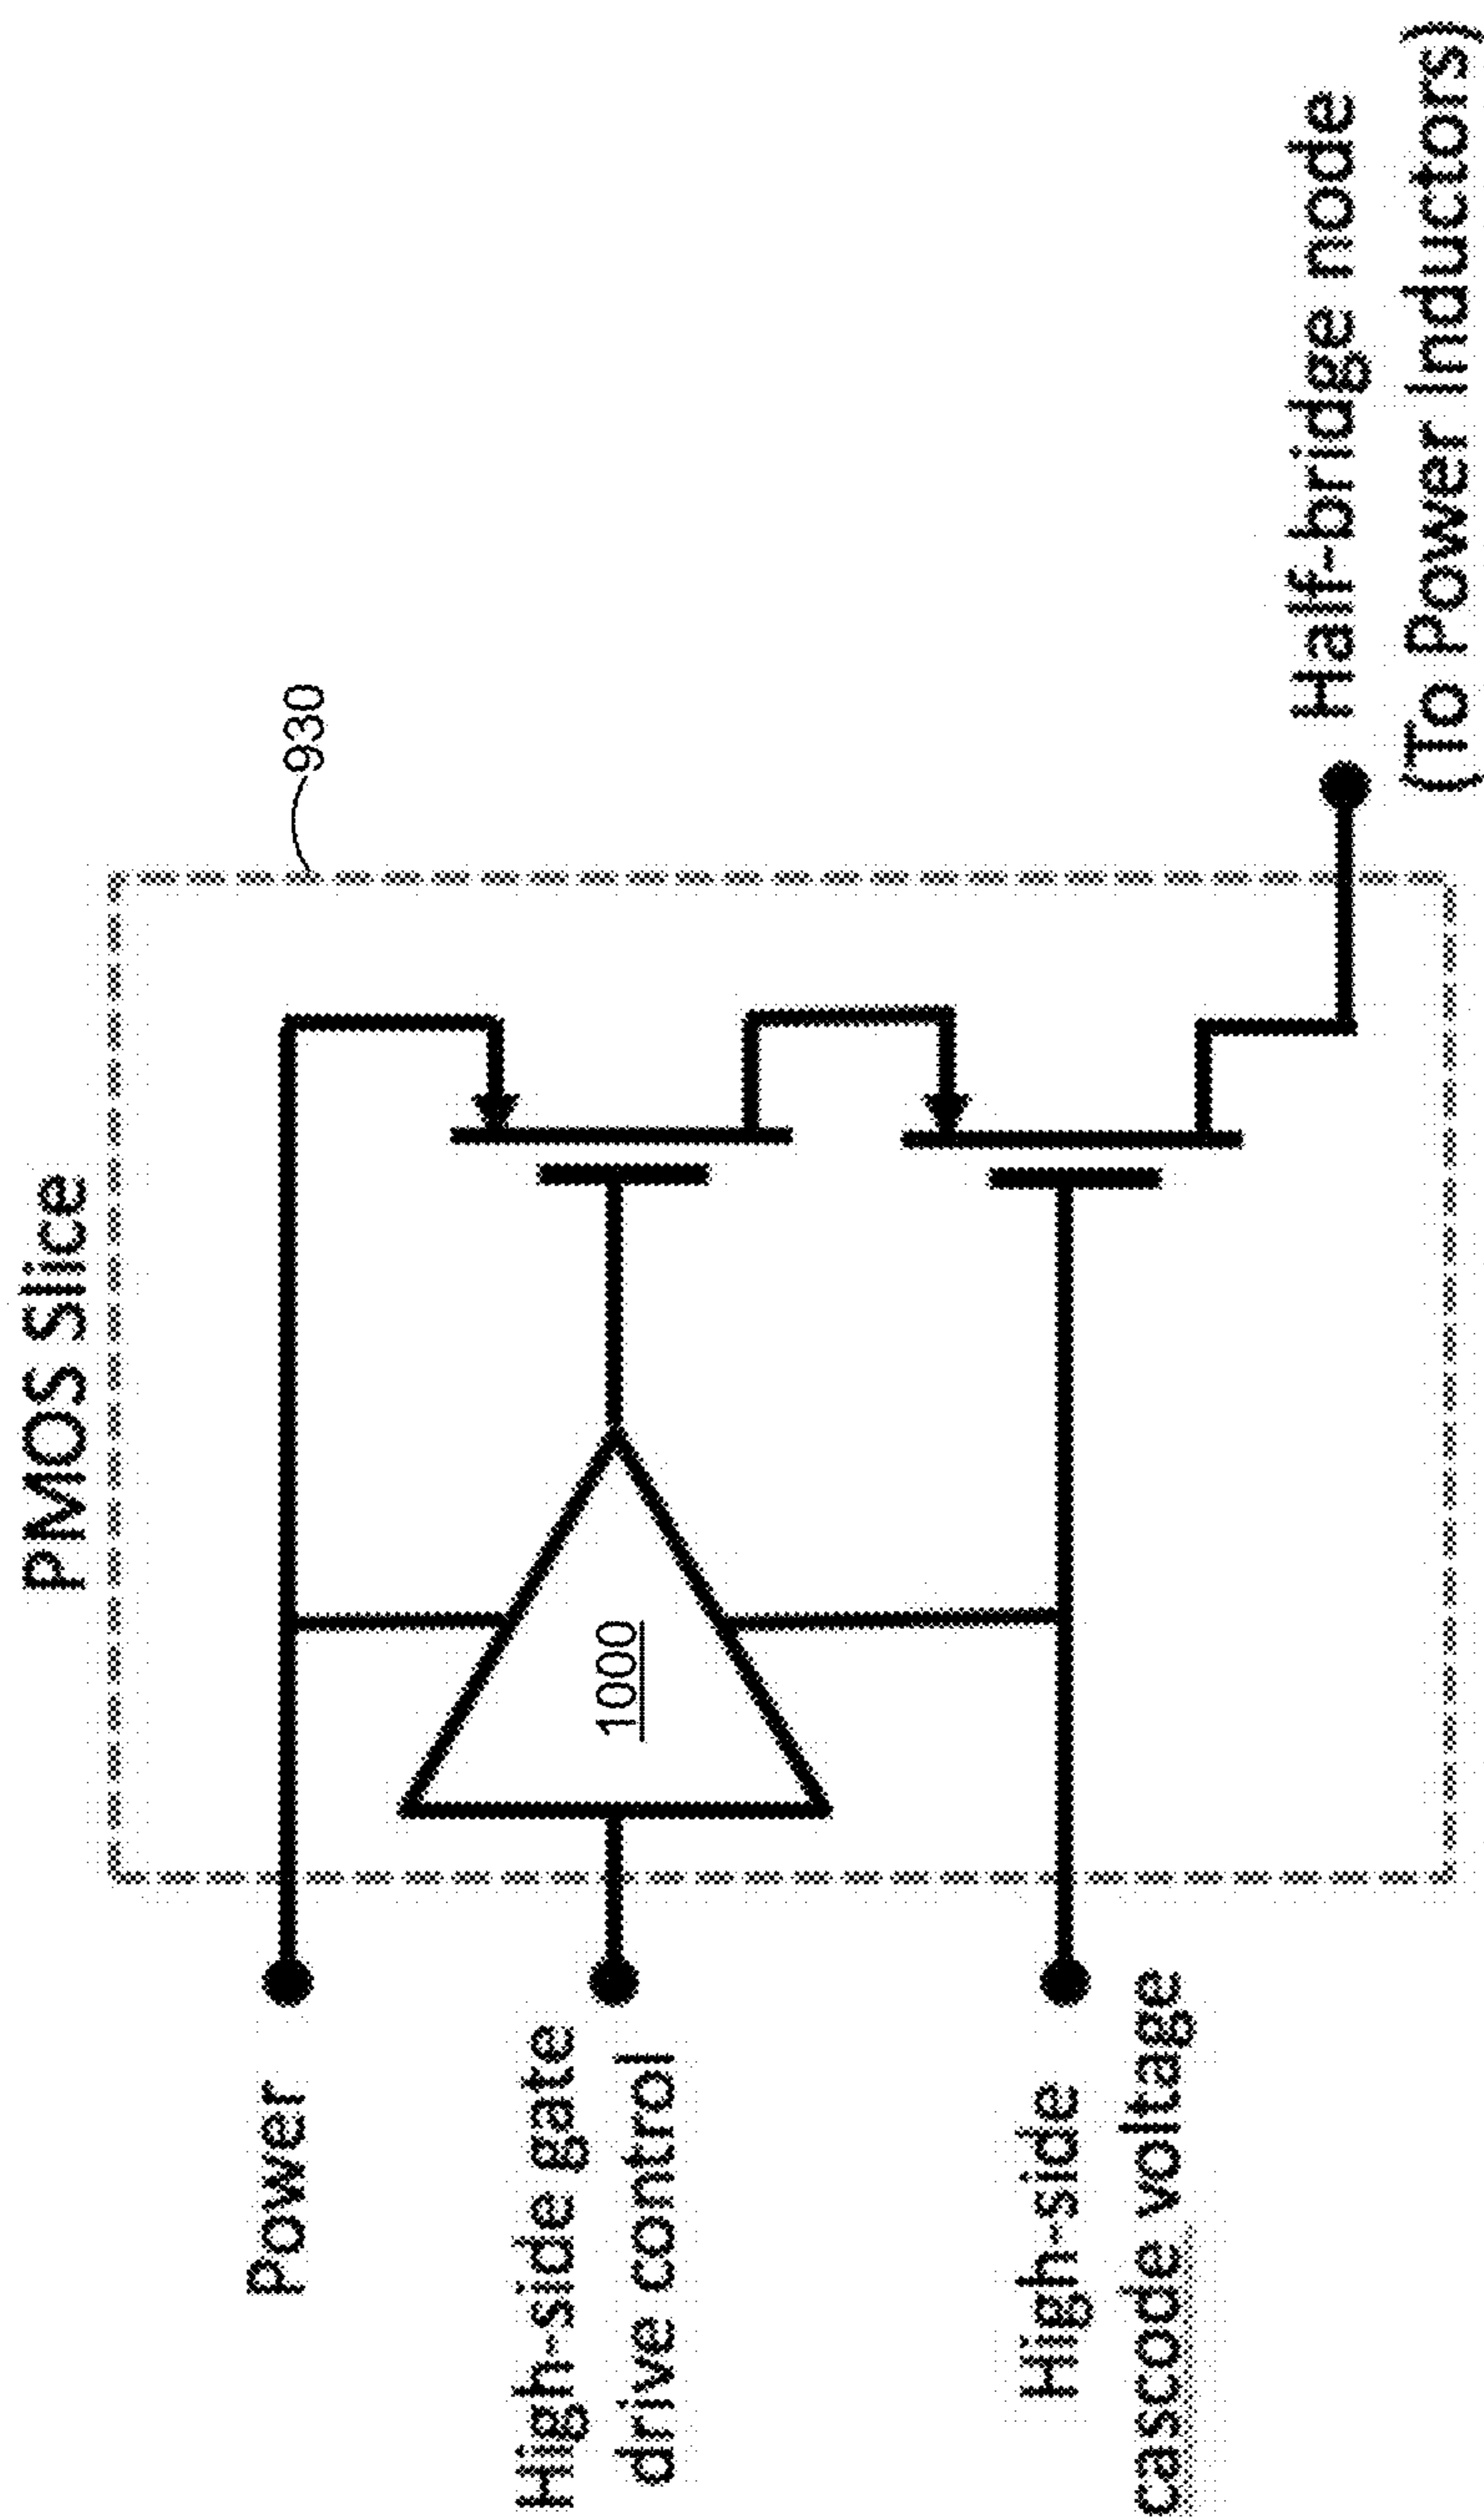 PMOS Slice
930
Power
High-side gate
drive control
1000
High-side
cascode voltage
Half-bridge node
(To Power Inductors)